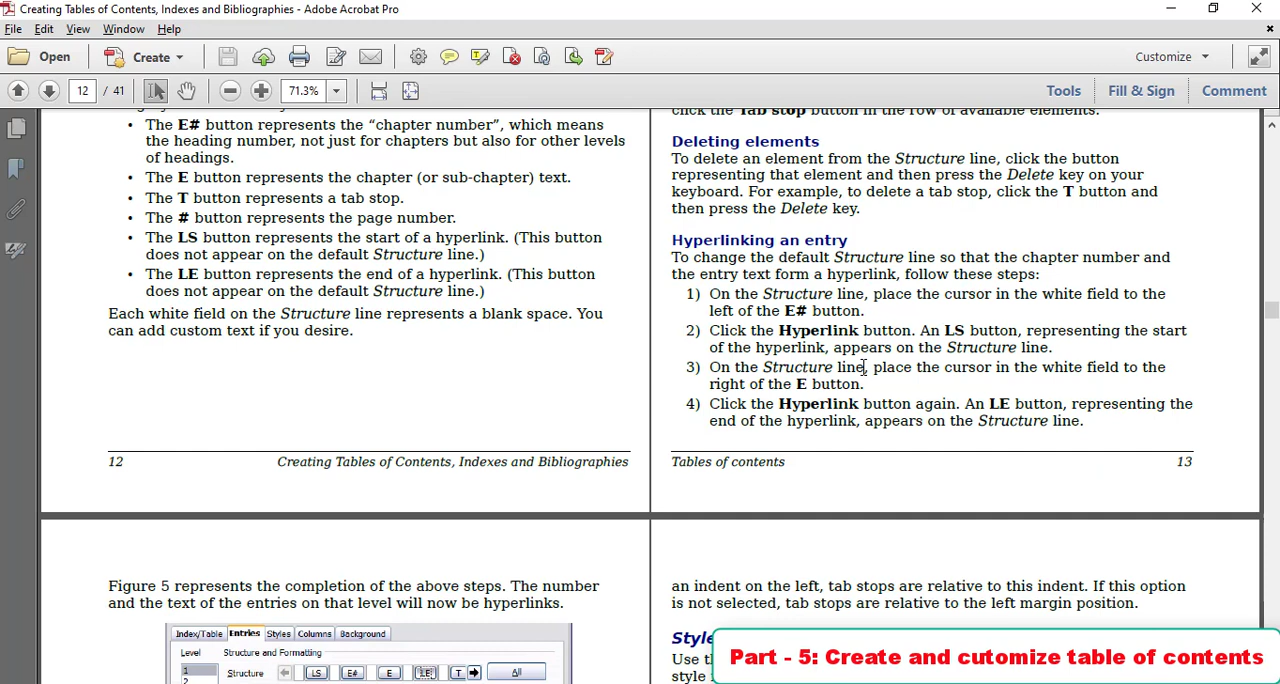 Creating Tables of Contents, Indexes and Bibliographies - Adobe Acrobat Pro
File Edit View Window Help
Open Create Customize
12 / 41 71.3% Tools Fill & Sign Comment
• The E# button represents the “chapter number”, which means
the heading number, not just for chapters but also for other levels
of headings.
• The E button represents the chapter (or sub-chapter) text.
• The T button represents a tab stop.
• The # button represents the page number.
• The LS button represents the start of a hyperlink. (This button
does not appear on the default Structure line.)
• The LE button represents the end of a hyperlink. (This button
does not appear on the default Structure line.)
Each white field on the Structure line represents a blank space. You
can add custom text if you desire.
12 Creating Tables of Contents, Indexes and Bibliographies
click the Tab stop button in the row of available elements.
Deleting elements
To delete an element from the Structure line, click the button
representing that element and then press the Delete key on your
keyboard. For example, to delete a tab stop, click the T button and
then press the Delete key.
Hyperlinking an entry
To change the default Structure line so that the chapter number and
the entry text form a hyperlink, follow these steps:
1) On the Structure line, place the cursor in the white field to the
left of the E# button.
2) Click the Hyperlink button. An LS button, representing the start
of the hyperlink, appears on the Structure line.
3) On the Structure line, place the cursor in the white field to the
right of the E button.
4) Click the Hyperlink button again. An LE button, representing the
end of the hyperlink, appears on the Structure line.
Tables of contents 13
Figure 5 represents the completion of the above steps. The number
and the text of the entries on that level will now be hyperlinks.
Index/Table Entries Styles Columns Background
Level Structure and Formatting
1 Structure LS E# E LE T All
2
an indent on the left, tab stops are relative to this indent. If this option
is not selected, tab stops are relative to the left margin position.
Style
Use t
style
Part - 5: Create and cutomize table of contents